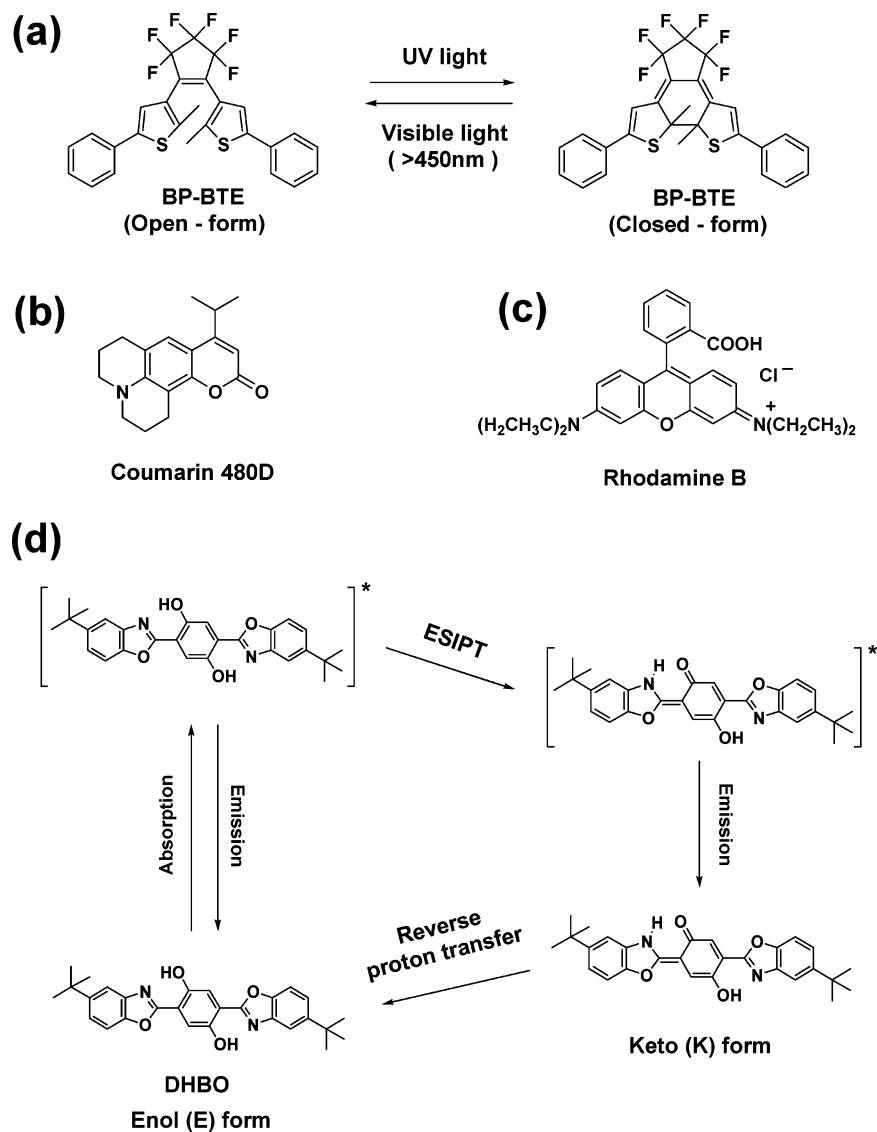 (a)
F F F F F F
S S
BP-BTE
(Open - form)
UV light
Visible light
( >450nm )
F F F F F F
S S
BP-BTE
(Closed - form)
(b)
N O O
Coumarin 480D
(c)
COOH
Cl −
+
(H₂CH₃C)₂N O N(CH₂CH₃)₂
Rhodamine B
(d)
*
HO O
N
O N
OH
ESIPT
*
H O
N O
O N
OH
Absorption
Emission
Emission
Reverse
proton transfer
HO O
N
O N
OH
DHBO
Enol (E) form
H O
N O
O N
OH
Keto (K) form